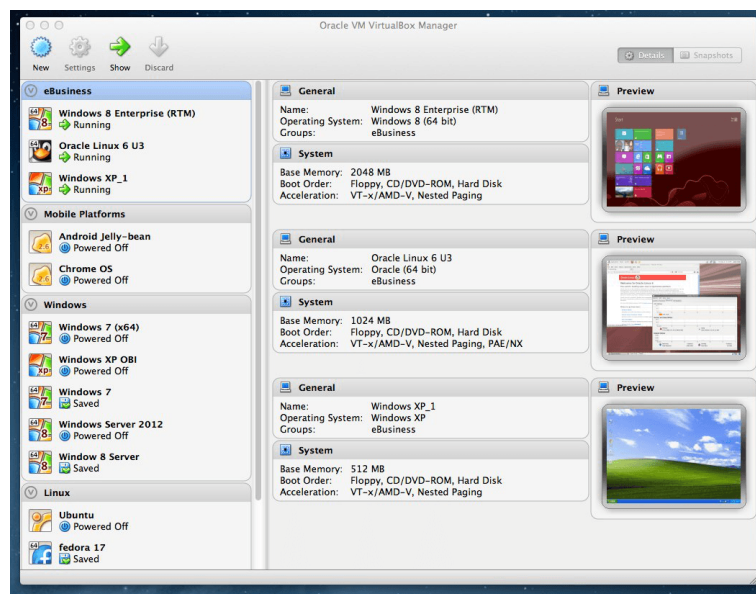 Oracle VM VirtualBox Manager
New
Settings
Show
Discard
Details
Snapshots
eBusiness
Windows 8 Enterprise (RTM)
Running
Oracle Linux 6 U3
Running
Windows XP_1
Running
Mobile Platforms
Android Jelly-bean
Powered Off
Chrome OS
Powered Off
Windows
Windows 7 (x64)
Powered Off
Windows XP OBI
Powered Off
Windows 7
Saved
Windows Server 2012
Powered Off
Window 8 Server
Saved
Linux
Ubuntu
Powered Off
fedora 17
Saved
General
Name: Windows 8 Enterprise (RTM)
Operating System: Windows 8 (64 bit)
Groups: eBusiness
System
Base Memory: 2048 MB
Boot Order: Floppy, CD/DVD-ROM, Hard Disk
Acceleration: VT-x/AMD-V, Nested Paging
Preview
General
Name: Oracle Linux 6 U3
Operating System: Oracle (64 bit)
Groups: eBusiness
System
Base Memory: 1024 MB
Boot Order: Floppy, CD/DVD-ROM, Hard Disk
Acceleration: VT-x/AMD-V, Nested Paging, PAE/NX
Preview
General
Name: Windows XP_1
Operating System: Windows XP
Groups: eBusiness
System
Base Memory: 512 MB
Boot Order: Floppy, CD/DVD-ROM, Hard Disk
Acceleration: VT-x/AMD-V, Nested Paging
Preview